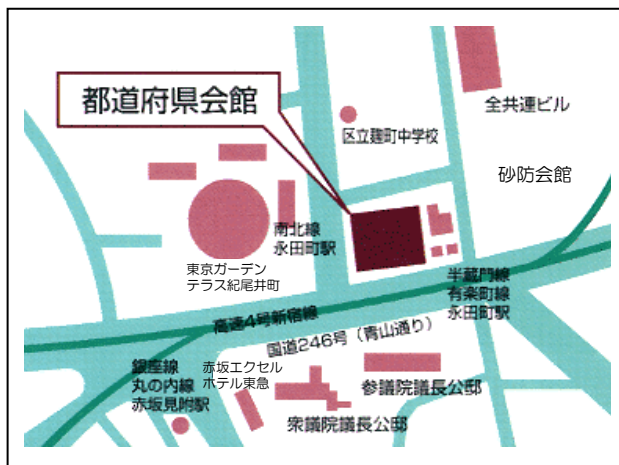 都道府県会館
全共連ビル
区立麹町中学校
砂防会館
南北線
永田町駅
東京ガーデン
テラス紀尾井町
半蔵門線
有楽町線
永田町駅
高速4号新宿線
国道246号（青山通り）
銀座線
丸の内線
赤坂見附駅
赤坂エクセル
ホテル東急
参議院議長公邸
衆議院議長公邸